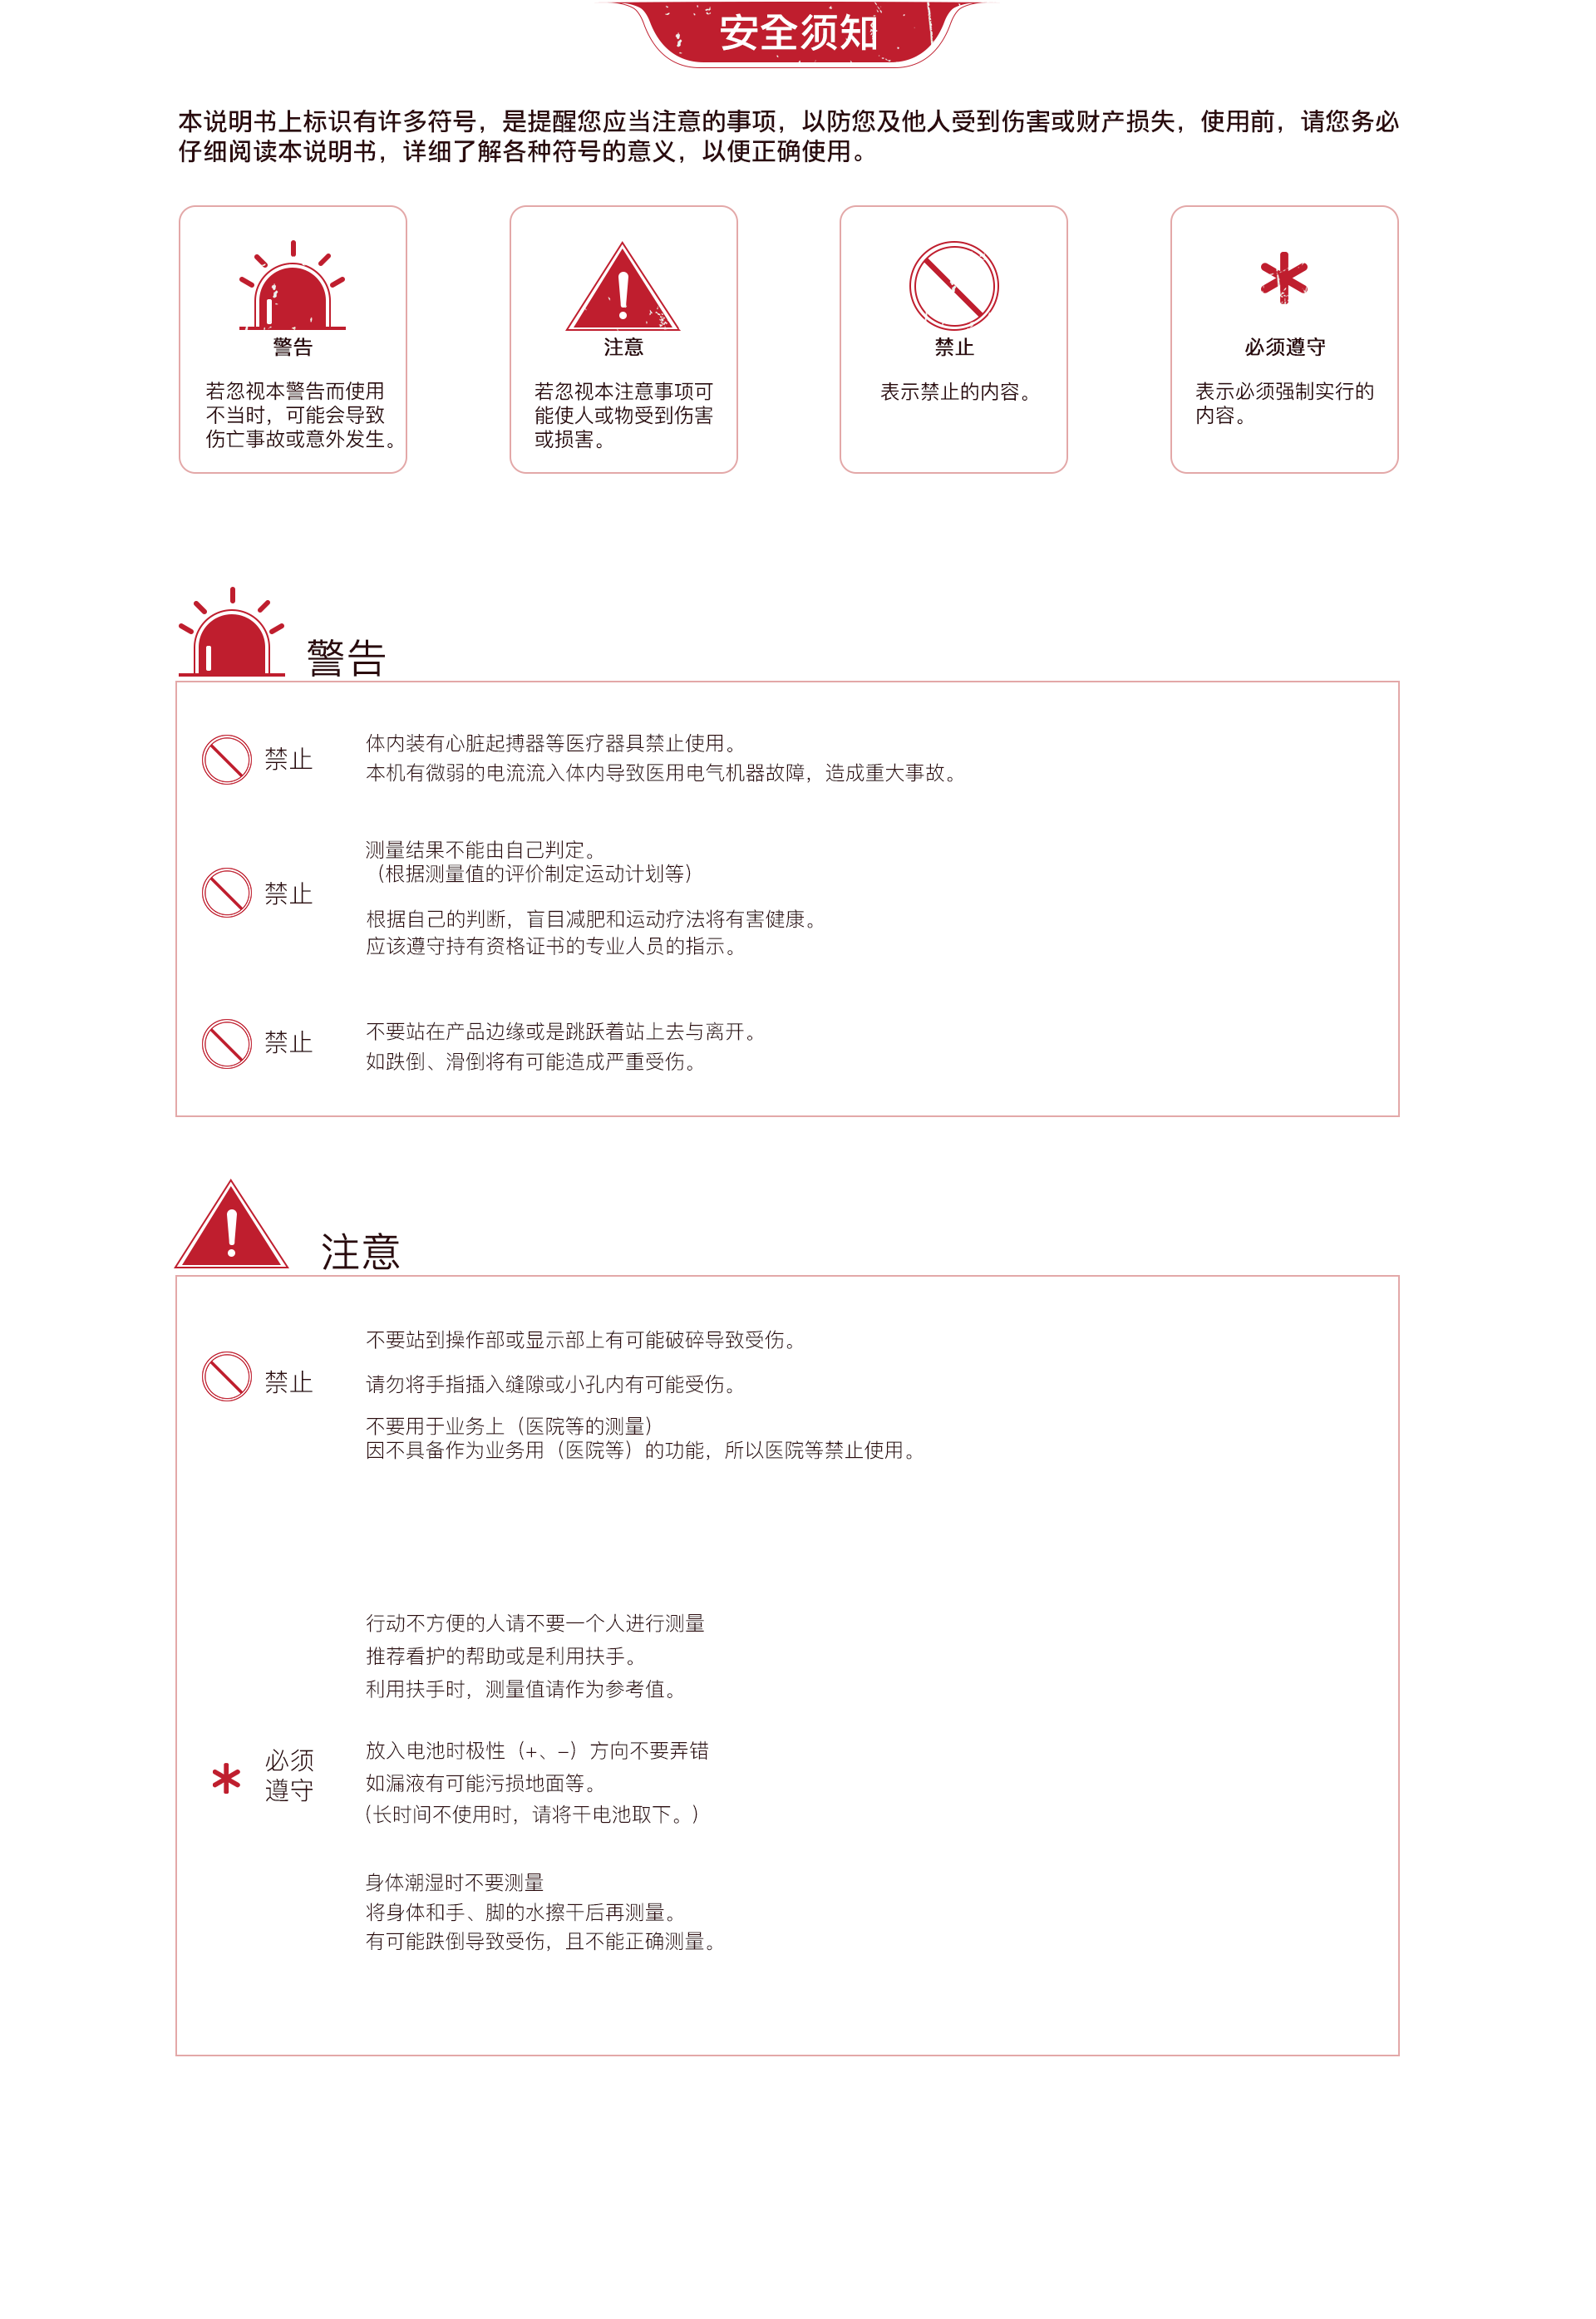 安全须知
本说明书上标识有许多符号，是提醒您应当注意的事项，以防您及他人受到伤害或财产损失，使用前，请您务必
仔细阅读本说明书，详细了解各种符号的意义，以便正确使用。
警告
若忽视本警告而使用
不当时，可能会导致
伤亡事故或意外发生。
注意
若忽视本注意事项可
能使人或物受到伤害
或损害。
禁止
表示禁止的内容。
必须遵守
表示必须强制实行的
内容。
警告
禁止
体内装有心脏起搏器等医疗器具禁止使用。
本机有微弱的电流流入体内导致医用电气机器故障，造成重大事故。
禁止
测量结果不能由自己判定。
（根据测量值的评价制定运动计划等）
根据自己的判断，盲目减肥和运动疗法将有害健康。
应该遵守持有资格证书的专业人员的指示。
禁止
不要站在产品边缘或是跳跃着站上去与离开。
如跌倒、滑倒将有可能造成严重受伤。
注意
禁止
不要站到操作部或显示部上有可能破碎导致受伤。
请勿将手指插入缝隙或小孔内有可能受伤。
不要用于业务上（医院等的测量）
因不具备作为业务用（医院等）的功能，所以医院等禁止使用。
必须
遵守
行动不方便的人请不要一个人进行测量
推荐看护的帮助或是利用扶手。
利用扶手时，测量值请作为参考值。
放入电池时极性（+、–）方向不要弄错
如漏液有可能污损地面等。
(长时间不使用时，请将干电池取下。)
身体潮湿时不要测量
将身体和手、脚的水擦干后再测量。
有可能跌倒导致受伤，且不能正确测量。